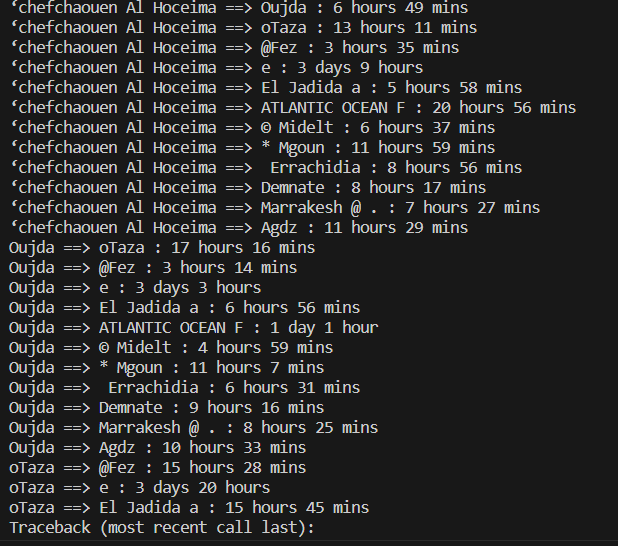 ‘chefchaouen Al Hoceima ==> Oujda : 6 hours 49 mins
‘chefchaouen Al Hoceima ==> oTaza : 13 hours 11 mins
‘chefchaouen Al Hoceima ==> @Fez : 3 hours 35 mins
‘chefchaouen Al Hoceima ==> e : 3 days 9 hours
‘chefchaouen Al Hoceima ==> El Jadida a : 5 hours 58 mins
‘chefchaouen Al Hoceima ==> ATLANTIC OCEAN F : 20 hours 56 mins
‘chefchaouen Al Hoceima ==> © Midelt : 6 hours 37 mins
‘chefchaouen Al Hoceima ==> * Mgoun : 11 hours 59 mins
‘chefchaouen Al Hoceima ==>  Errachidia : 8 hours 56 mins
‘chefchaouen Al Hoceima ==> Demnate : 8 hours 17 mins
‘chefchaouen Al Hoceima ==> Marrakesh @ . : 7 hours 27 mins
‘chefchaouen Al Hoceima ==> Agdz : 11 hours 29 mins
Oujda ==> oTaza : 17 hours 16 mins
Oujda ==> @Fez : 3 hours 14 mins
Oujda ==> e : 3 days 3 hours
Oujda ==> El Jadida a : 6 hours 56 mins
Oujda ==> ATLANTIC OCEAN F : 1 day 1 hour
Oujda ==> © Midelt : 4 hours 59 mins
Oujda ==> * Mgoun : 11 hours 7 mins
Oujda ==>  Errachidia : 6 hours 31 mins
Oujda ==> Demnate : 9 hours 16 mins
Oujda ==> Marrakesh @ . : 8 hours 25 mins
Oujda ==> Agdz : 10 hours 33 mins
oTaza ==> @Fez : 15 hours 28 mins
oTaza ==> e : 3 days 20 hours
oTaza ==> El Jadida a : 15 hours 45 mins
Traceback (most recent call last):